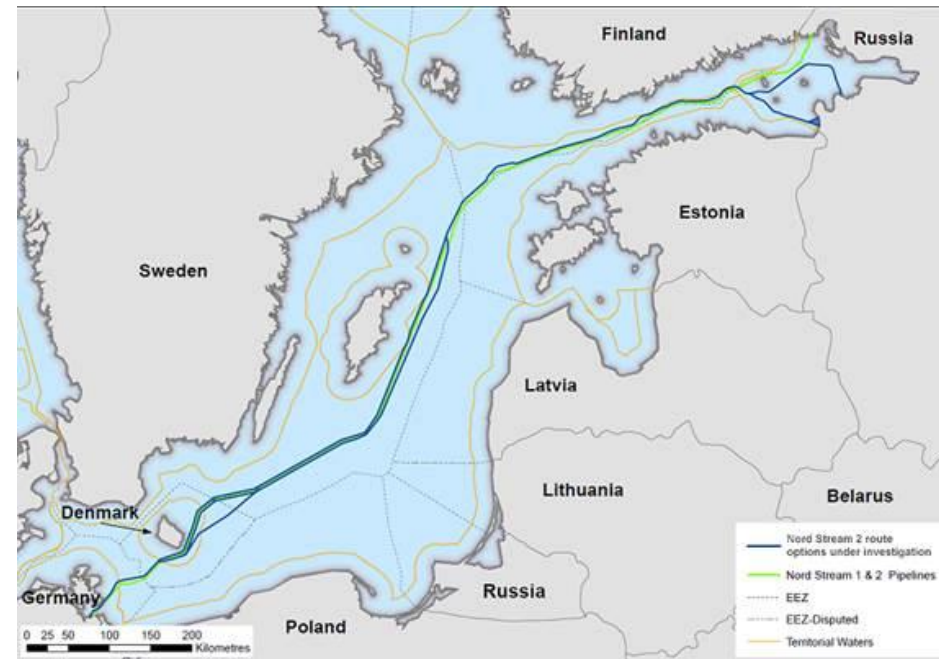 Finland
Russia
Estonia
Sweden
Latvia
Lithuania
Denmark
Belarus
Germany
Russia
Poland
Nord Stream 2 route
options under investigation
Nord Stream 1 & 2 Pipelines
EEZ
EEZ-Disputed
Territorial Waters
0 25 50 100 150 200
Kilometres